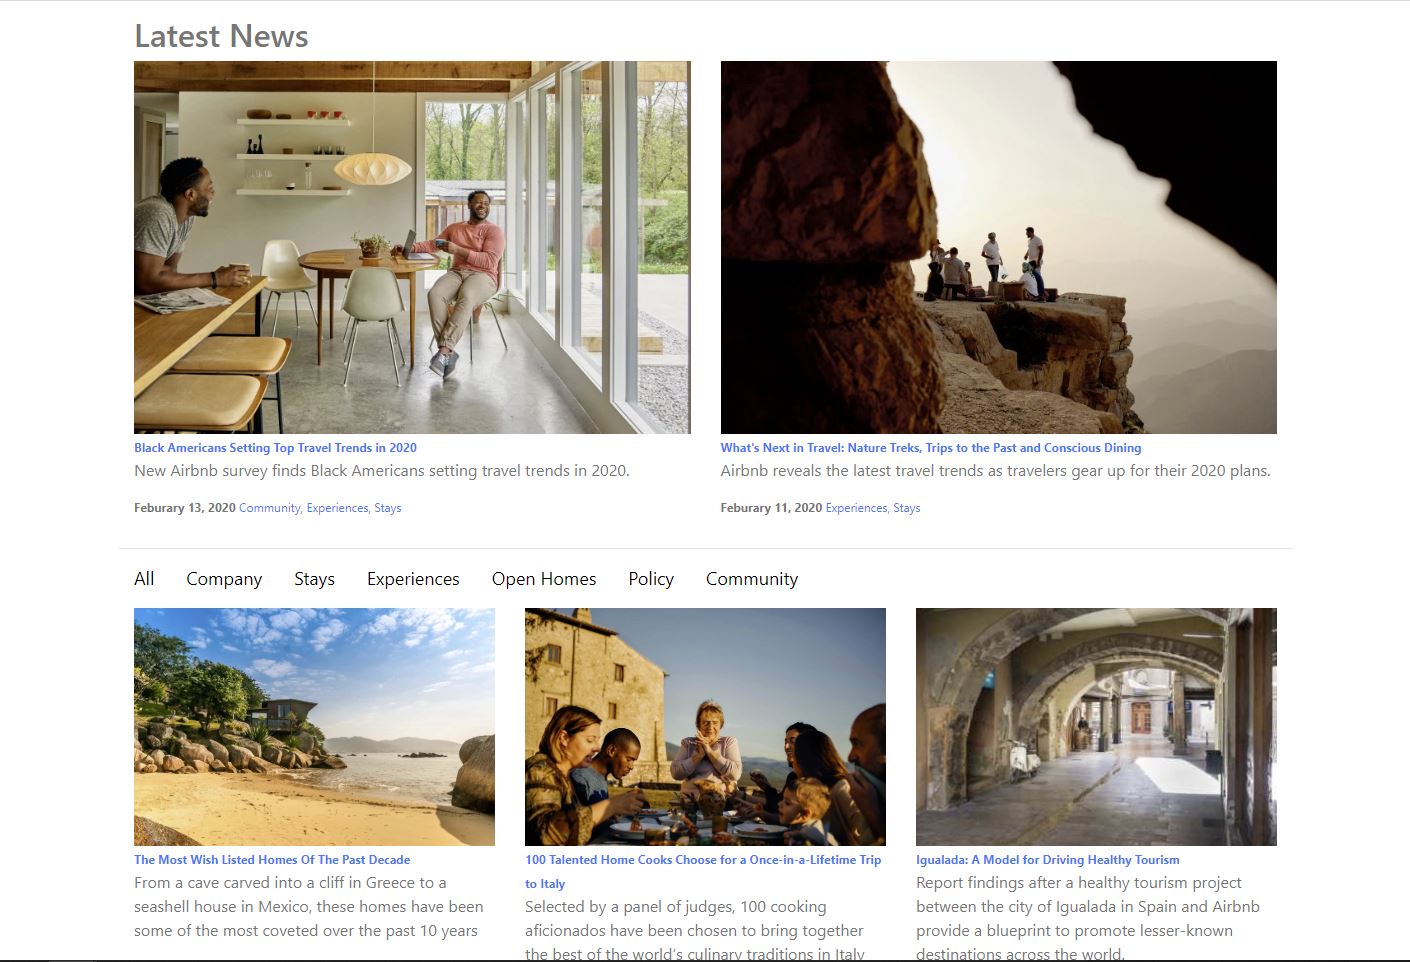 Latest News
Black Americans Setting Top Travel Trends in 2020
New Airbnb survey finds Black Americans setting travel trends in 2020.
Feburary 13, 2020 Community, Experiences, Stays
What's Next in Travel: Nature Treks, Trips to the Past and Conscious Dining
Airbnb reveals the latest travel trends as travelers gear up for their 2020 plans.
Feburary 11, 2020 Experiences, Stays
All Company Stays Experiences Open Homes Policy Community
The Most Wish Listed Homes Of The Past Decade
From a cave carved into a cliff in Greece to a
seashell house in Mexico, these homes have been
some of the most coveted over the past 10 years
100 Talented Home Cooks Choose for a Once-in-a-Lifetime Trip
to Italy
Selected by a panel of judges, 100 cooking
aficionados have been chosen to bring together
the best of the world's culinary traditions in Italy
Igualada: A Model for Driving Healthy Tourism
Report findings after a healthy tourism project
between the city of Igualada in Spain and Airbnb
provide a blueprint to promote lesser-known
destinations across the world.